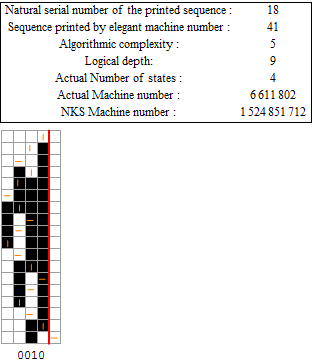 Natural serial number of the printed sequence : 18
Sequence printed by elegant machine number : 41
Algorithmic complexity : 5
Logical depth: 9
Actual Number of states : 4
Actual Machine number : 6 611 802
NKS Machine number : 1 524 851 712
0010